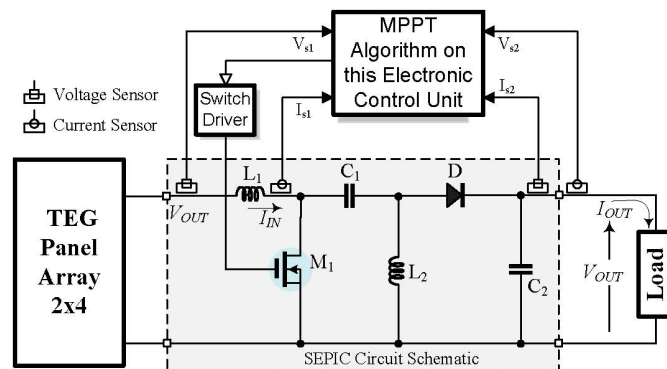 MPPT
Algorithm on
this Electronic
Control Unit
V_s1
V_s2
I_s1
I_s2
Switch
Driver
Voltage Sensor
Current Sensor
TEG
Panel
Array
2x4
V_OUT
L_1
I_IN
C_1
D
M_1
L_2
C_2
I_OUT
V_OUT
Load
SEPIC Circuit Schematic